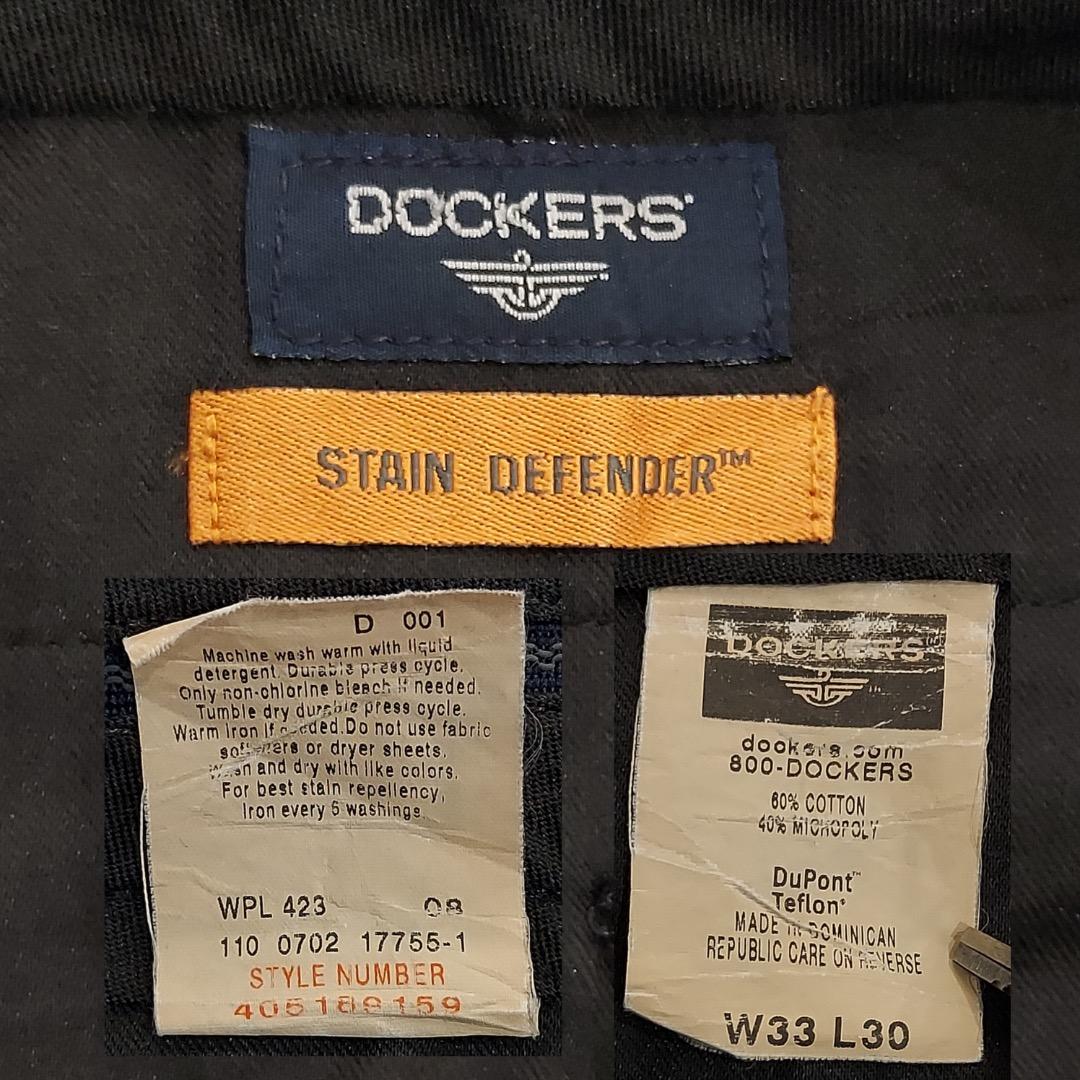 DOCKERS®
STAIN DEFENDER™
D 001
Machine wash warm with liquid
detergent. Durable press cycle.
Only non-chlorine bleach if needed.
Tumble dry durable press cycle.
Warm iron if needed. Do not use fabric
softeners or dryer sheets.
Wash and dry with like colors.
For best stain repellency,
Iron every 5 washings.
WPL 423 08
110 0702 17755-1
STYLE NUMBER
DOCKERS®
dockers.com
800-DOCKERS
60% COTTON
40% MICROPOLY
DuPont™
Teflon®
MADE IN DOMINICAN
REPUBLIC CARE ON REVERSE
W33 L30